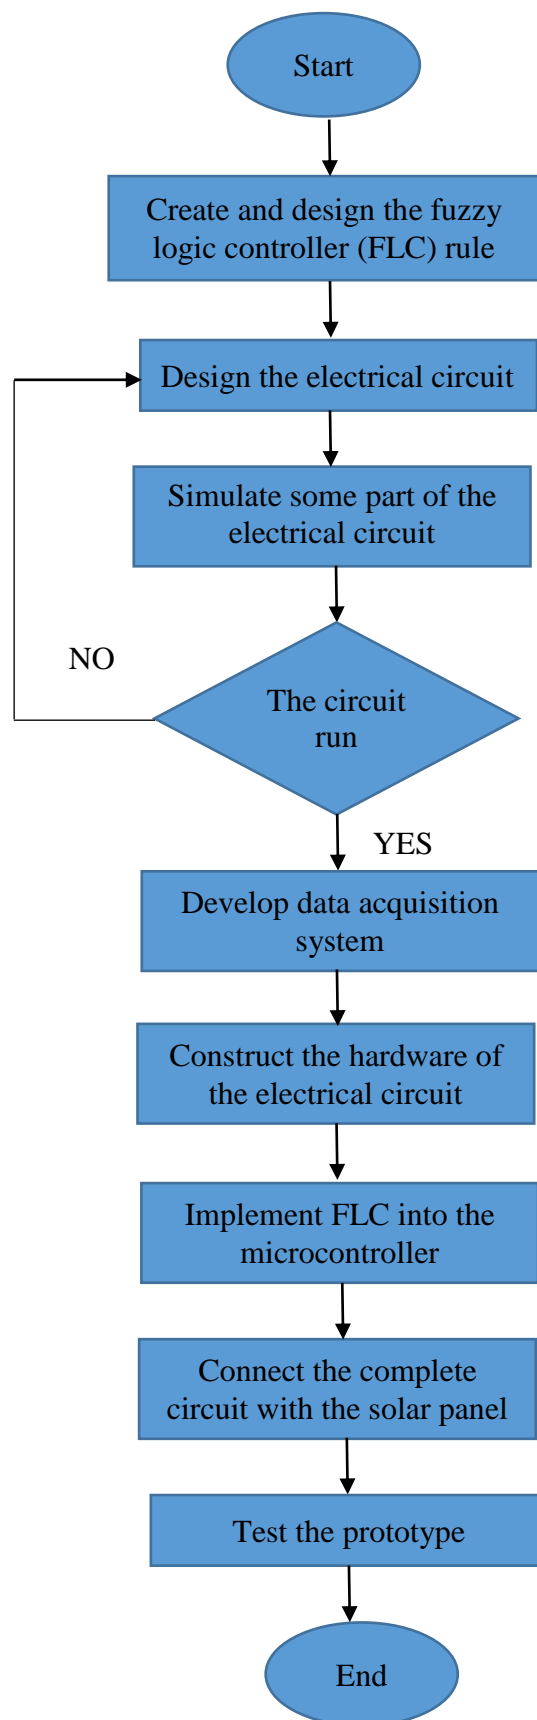 Start
Create and design the fuzzy
logic controller (FLC) rule
Design the electrical circuit
Simulate some part of the
electrical circuit
NO
The circuit
run
YES
Develop data acquisition
system
Construct the hardware of
the electrical circuit
Implement FLC into the
microcontroller
Connect the complete
circuit with the solar panel
Test the prototype
End